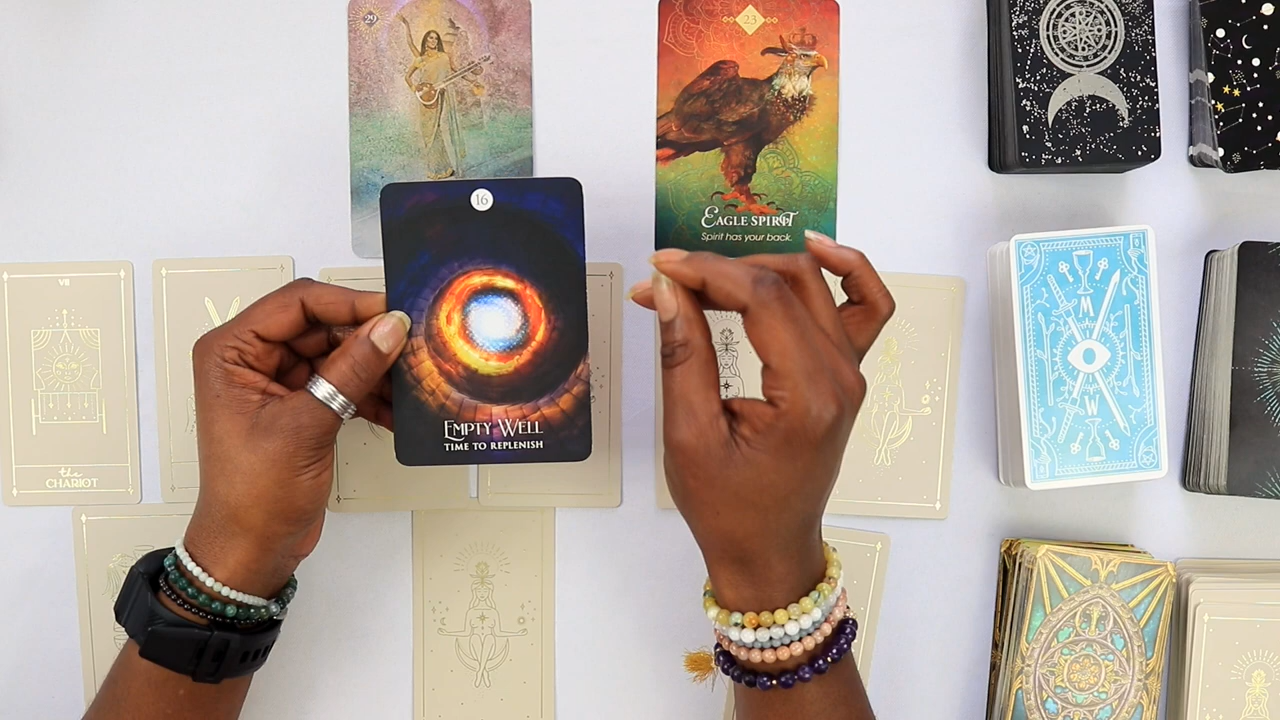 29
23
EAGLE SPIRIT
Spirit has your back.
16
EMPTY WELL
TIME TO REPLENISH
VII
the
CHARIOT
M
W